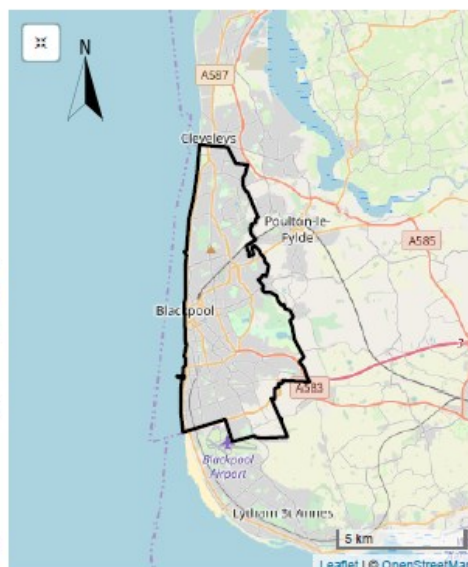 N
A587
Cleveleys
Poulton-le-
Fylde
A585
Blackpool
?
A583
Blackpool
Airport
Lytham St Annes
5 km
Leaflet | © OpenStreetMap